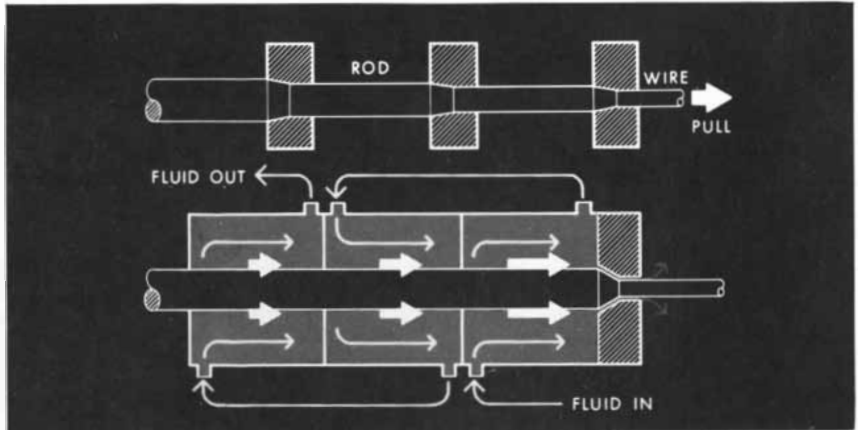 ROD
WIRE
PULL
FLUID OUT
FLUID IN